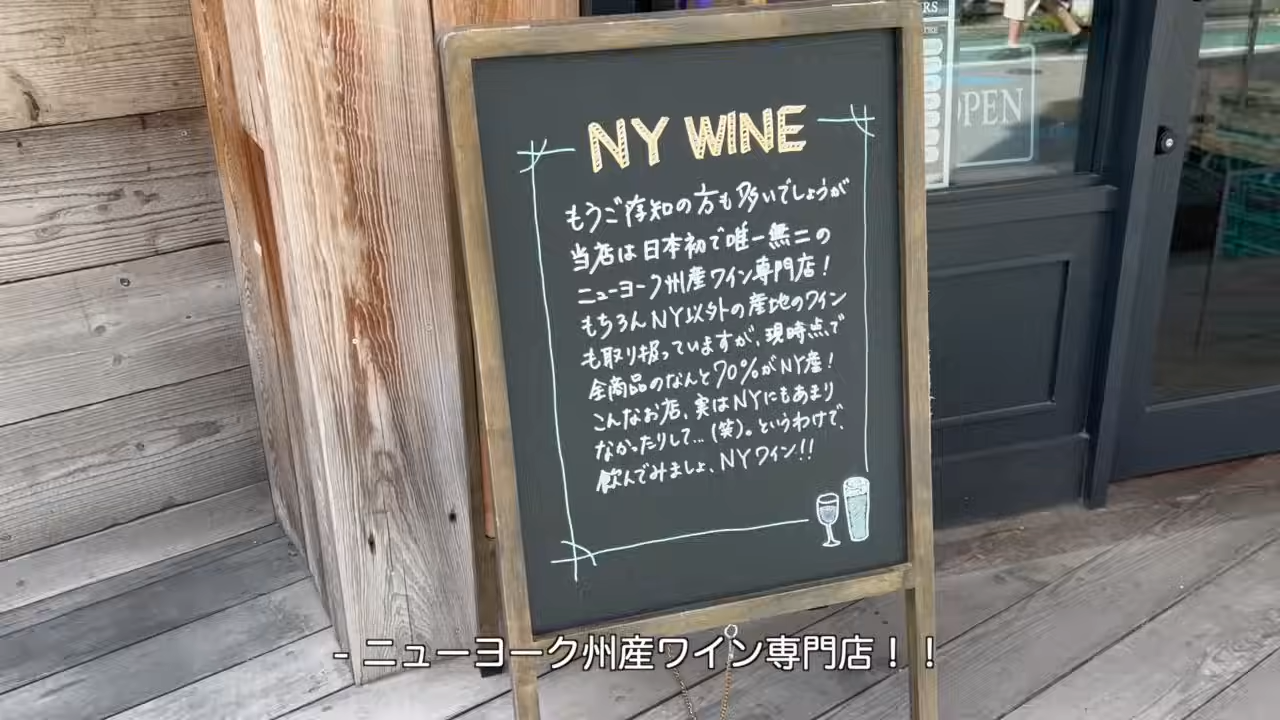 NY WINE
もうご存知の方も多いでしょうが
当店は日本初で唯一無二の
ニューヨーク州産ワイン専門店!
もちろんNY以外の産地のワイン
も取り扱っていますが、現時点で
全商品のなんと70%がNY産!
こんなお店、実はNYにもあまり
なかったりして…(笑)。というわけで、
飲んでみましょ、NYワイン!!
OPEN
- ニューヨーク州産ワイン専門店!!